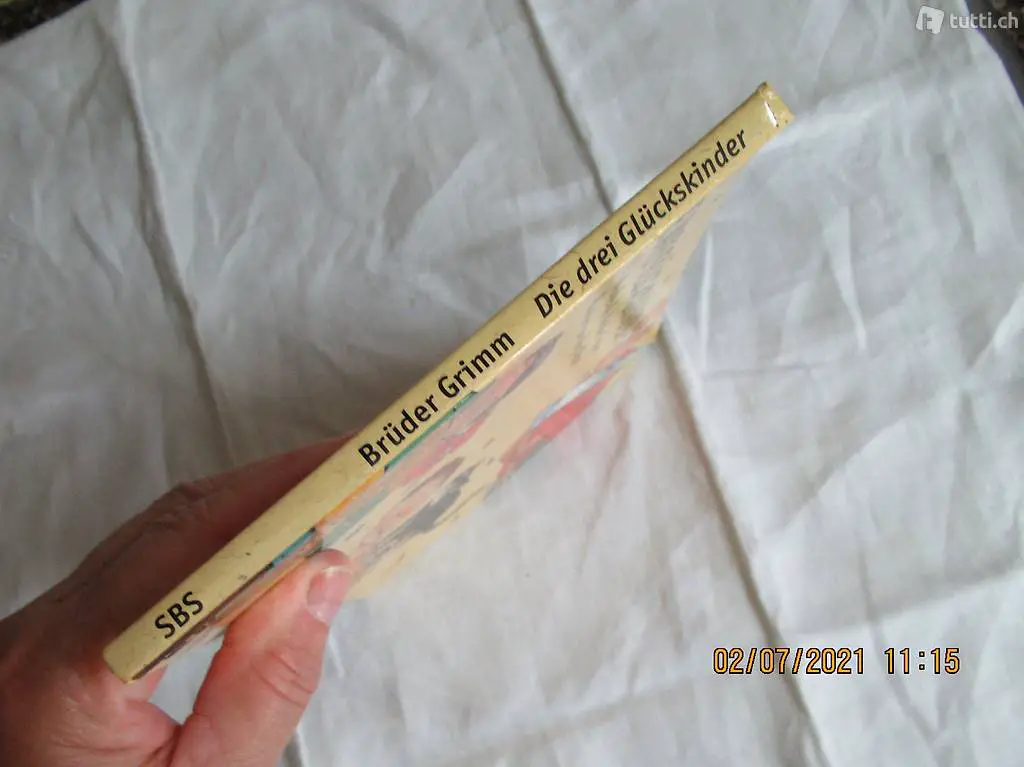 tutti.ch
SBS Brüder Grimm Die drei Glückskinder
02/07/2021 11:15